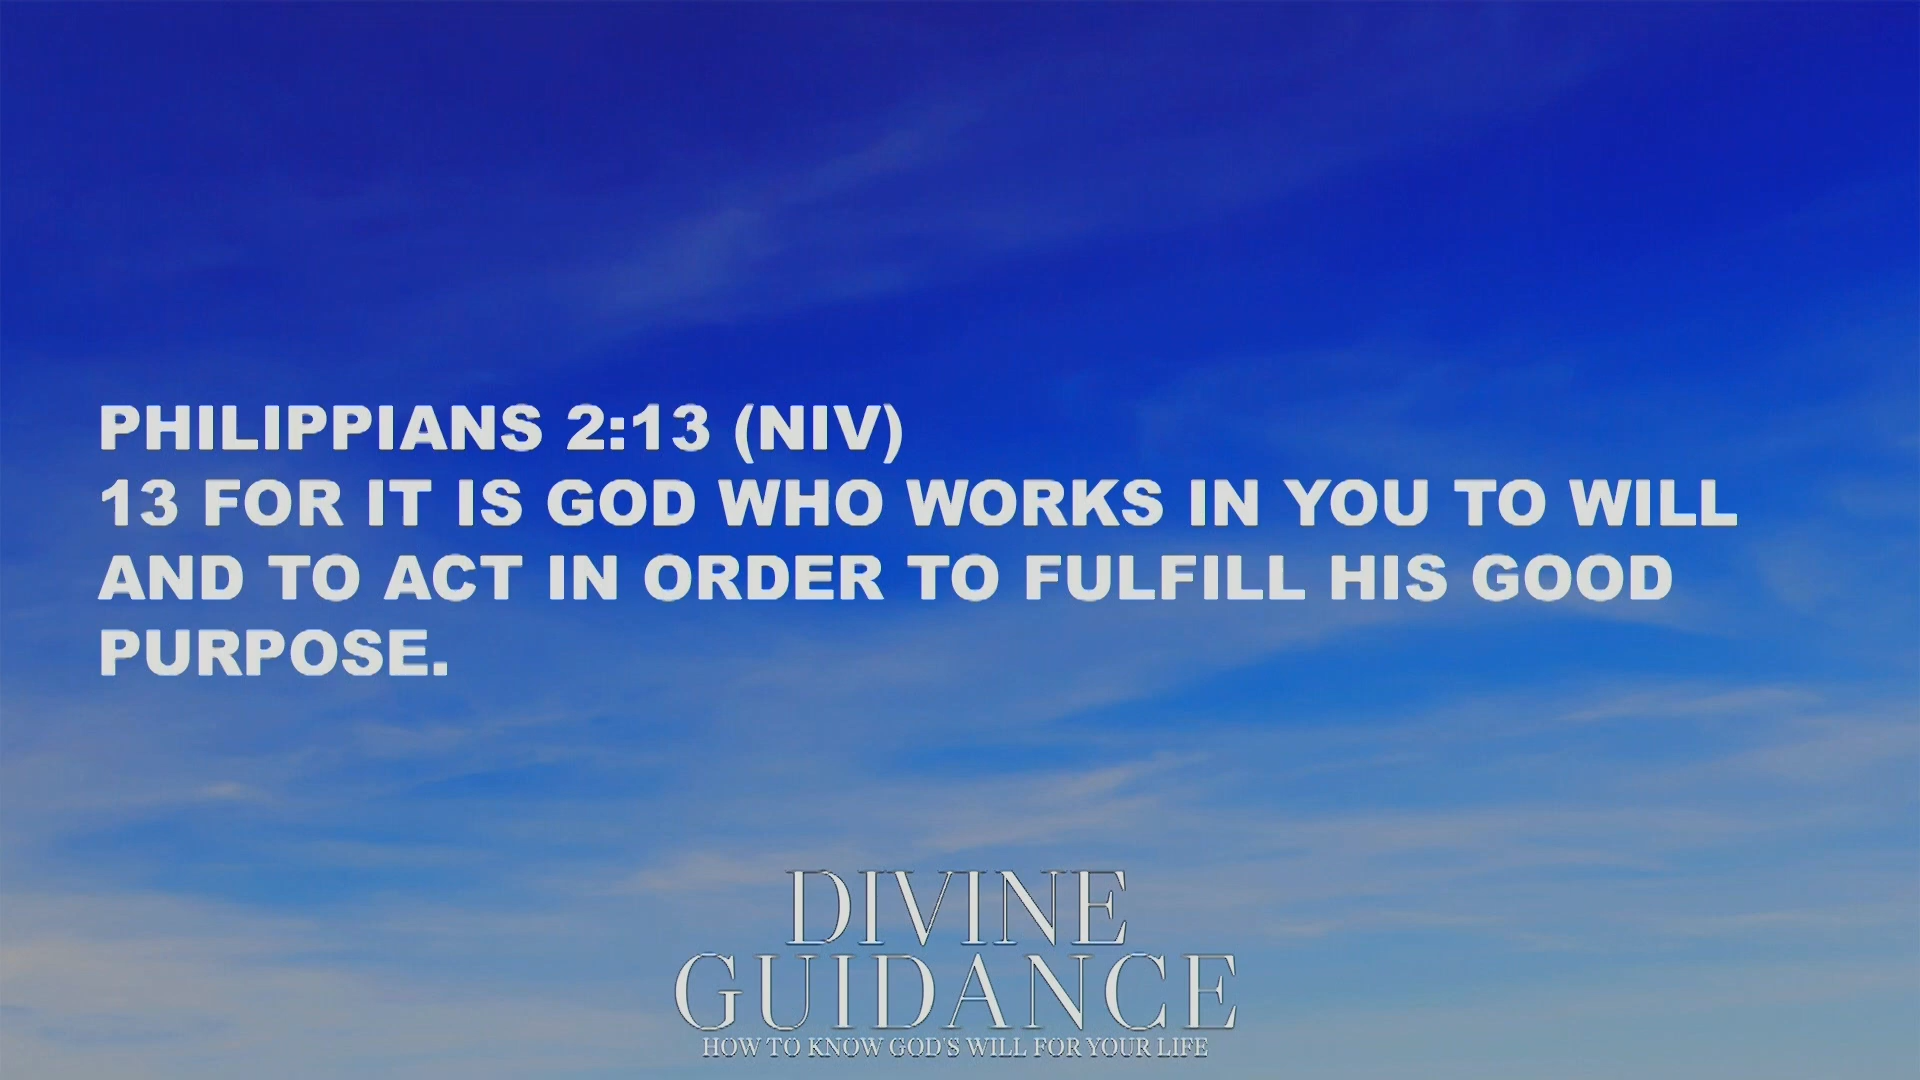 PHILIPPIANS 2:13 (NIV)
13 FOR IT IS GOD WHO WORKS IN YOU TO WILL
AND TO ACT IN ORDER TO FULFILL HIS GOOD
PURPOSE.
DIVINE
GUIDANCE
HOW TO KNOW GOD'S WILL FOR YOUR LIFE